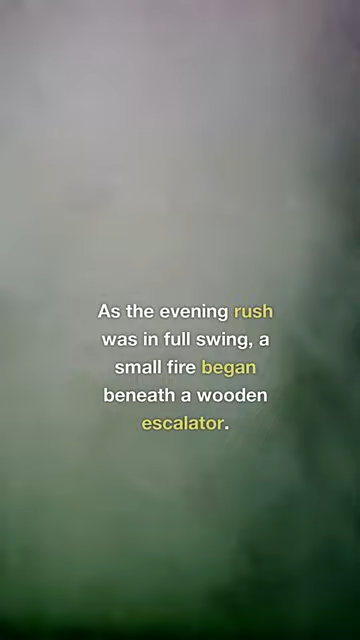 As the evening rush
was in full swing, a
small fire began
beneath a wooden
escalator.